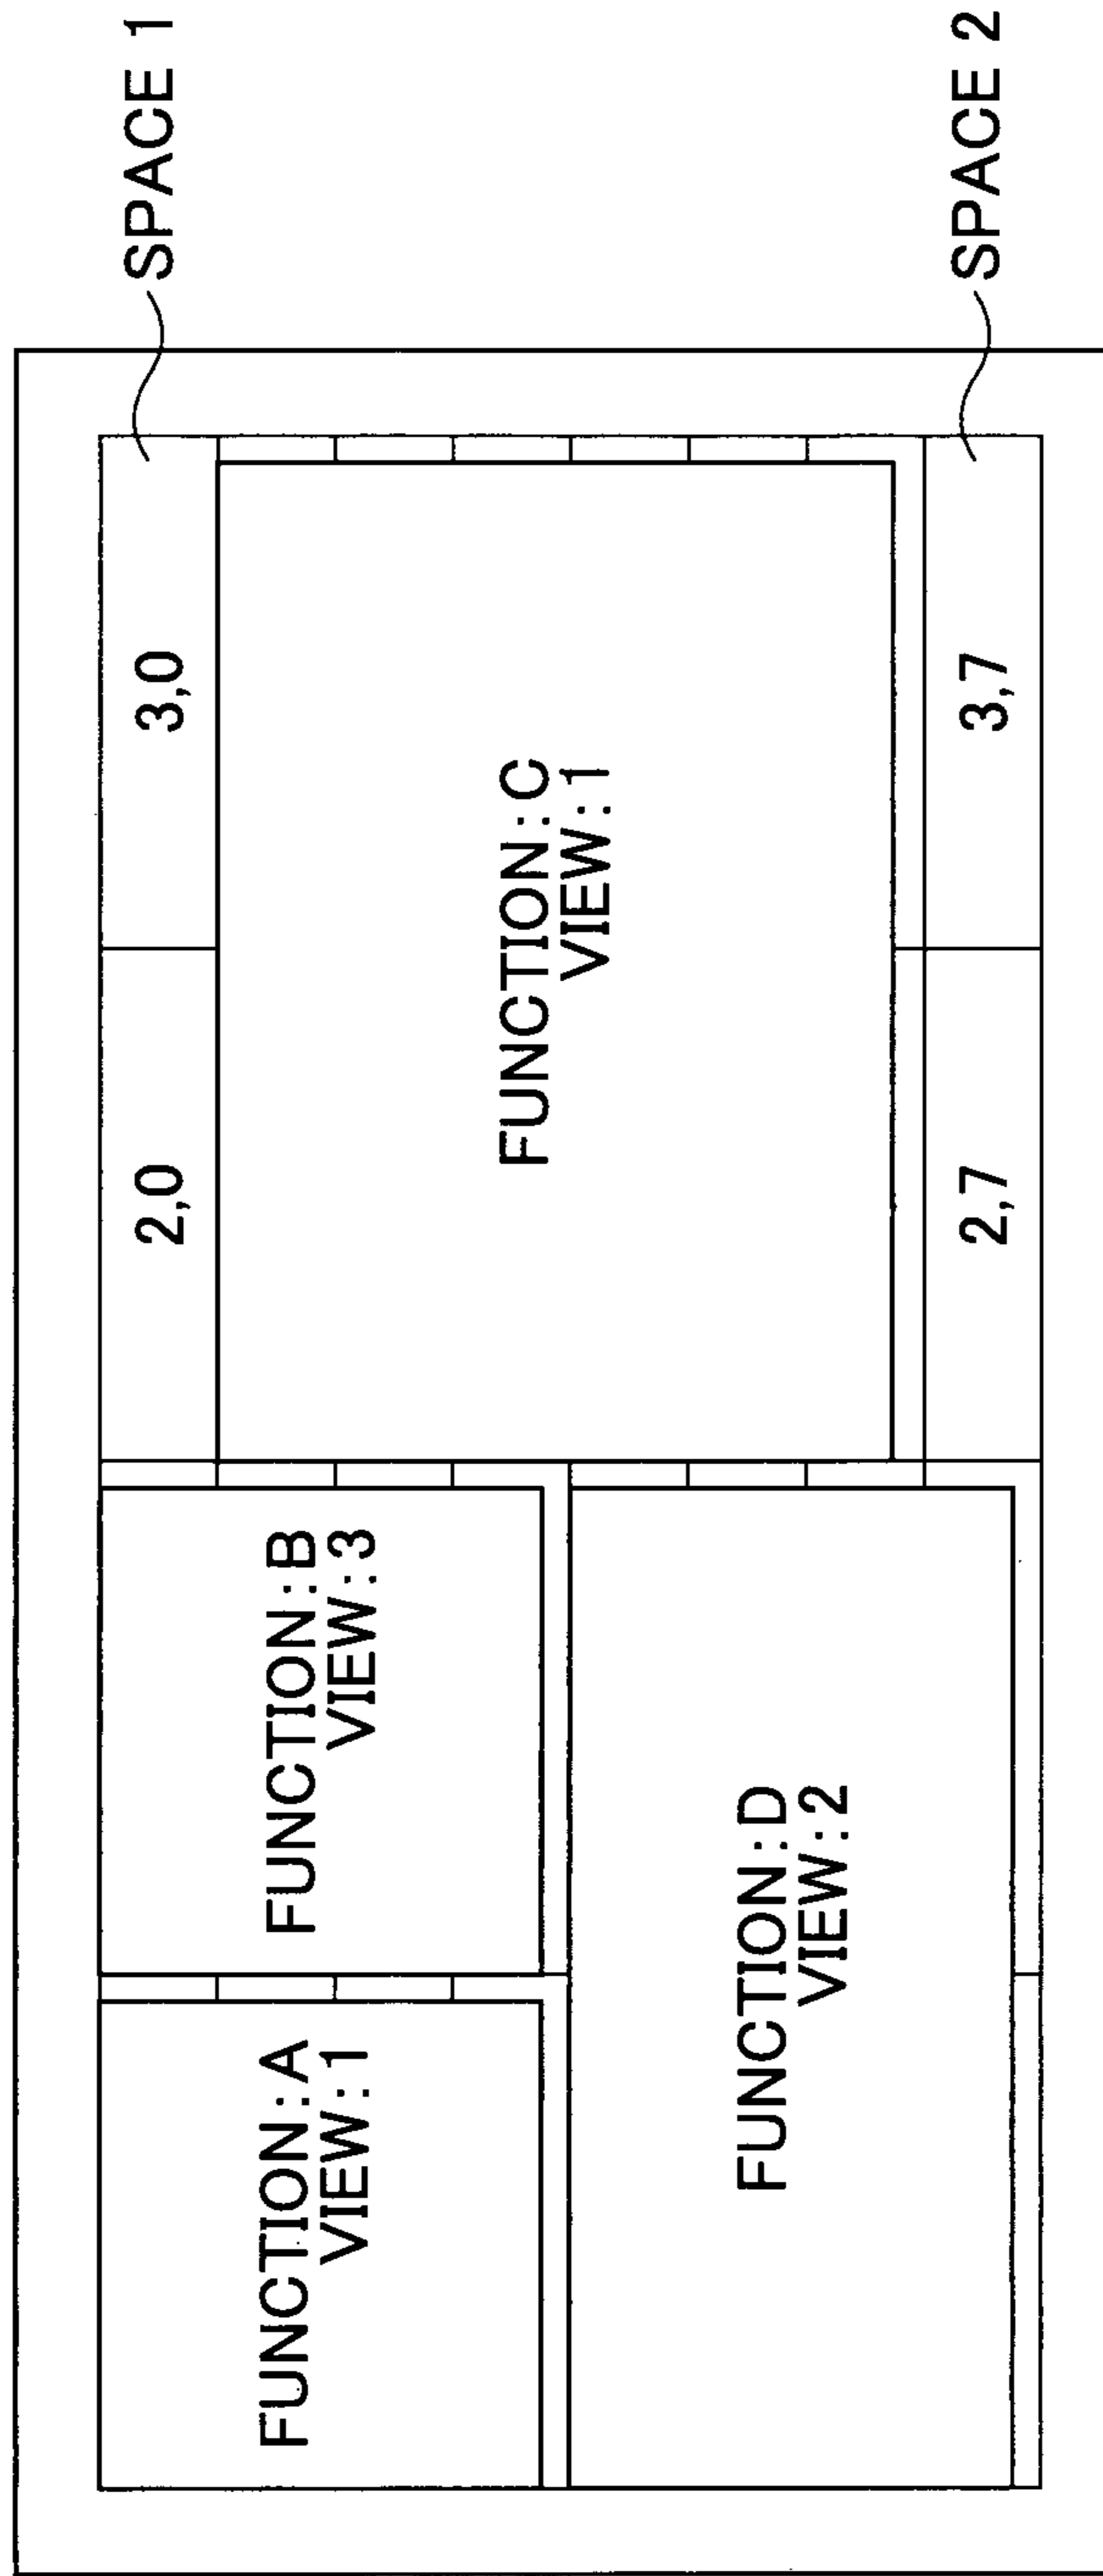 SPACE 1
2,0
3,0
FUNCTION:A
VIEW:1
FUNCTION:B
VIEW:3
FUNCTION:C
VIEW:1
FUNCTION:D
VIEW:2
2,7
3,7
SPACE 2